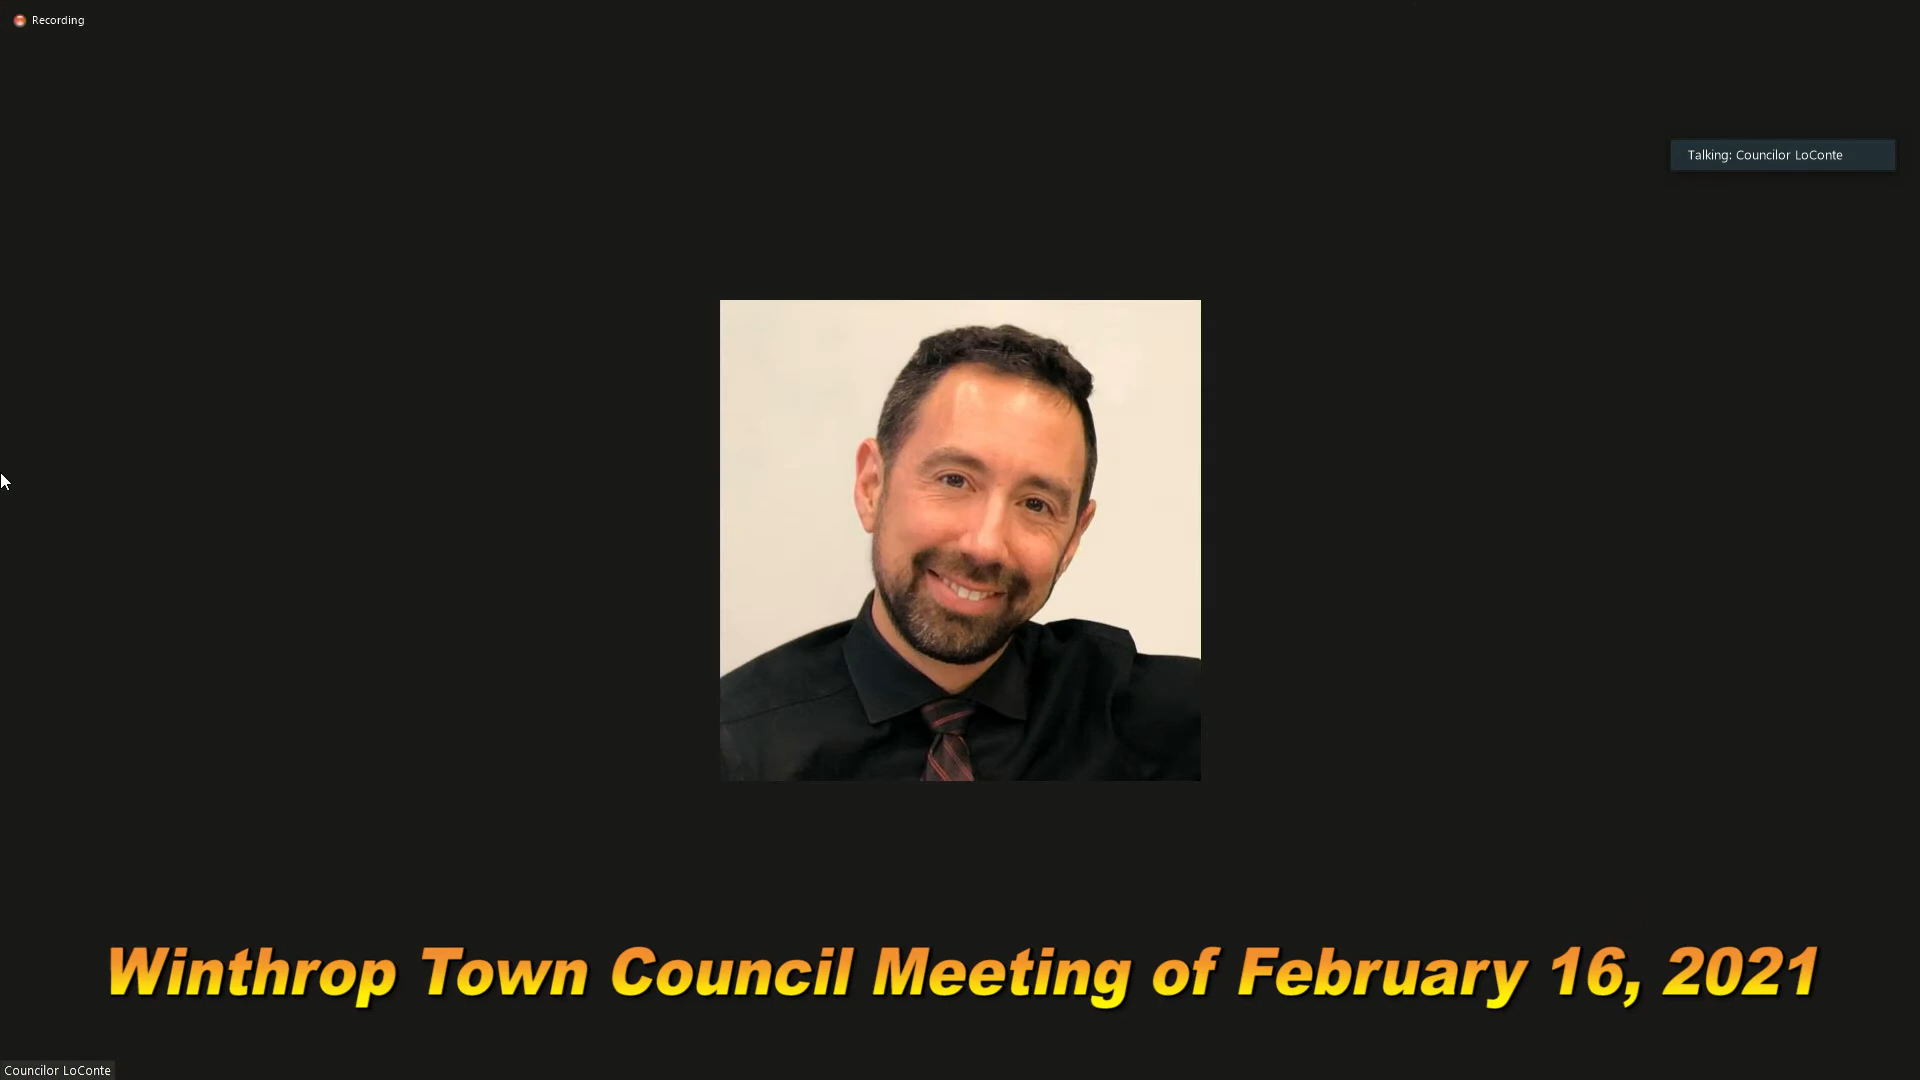 Recording
Talking: Councilor LoConte
Winthrop Town Council Meeting of February 16, 2021
Councilor LoConte